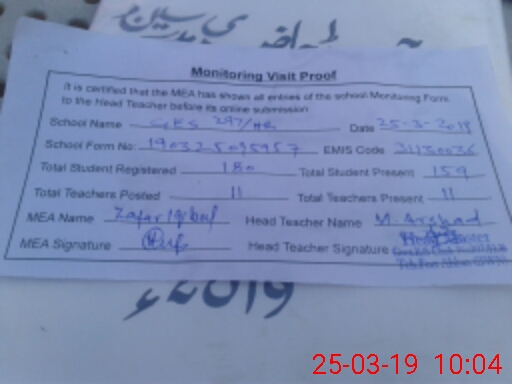 Monitoring Visit Proof
It is certified that the MEA has shown all entries of the school Monitoring Form
to the Head Teacher before its online submission
School Name GES 297/HR Date 25-3-2019
School Form No: 190325095957 EMIS Code 31130036
Total Student Registered 180 Total Student Present 159
Total Teachers Posted 11 Total Teachers Present 11
MEA Name Zafar Iqbal Head Teacher Name M. Arshad
MEA Signature Head Teacher Signature
2019ء
25-03-19 10:04